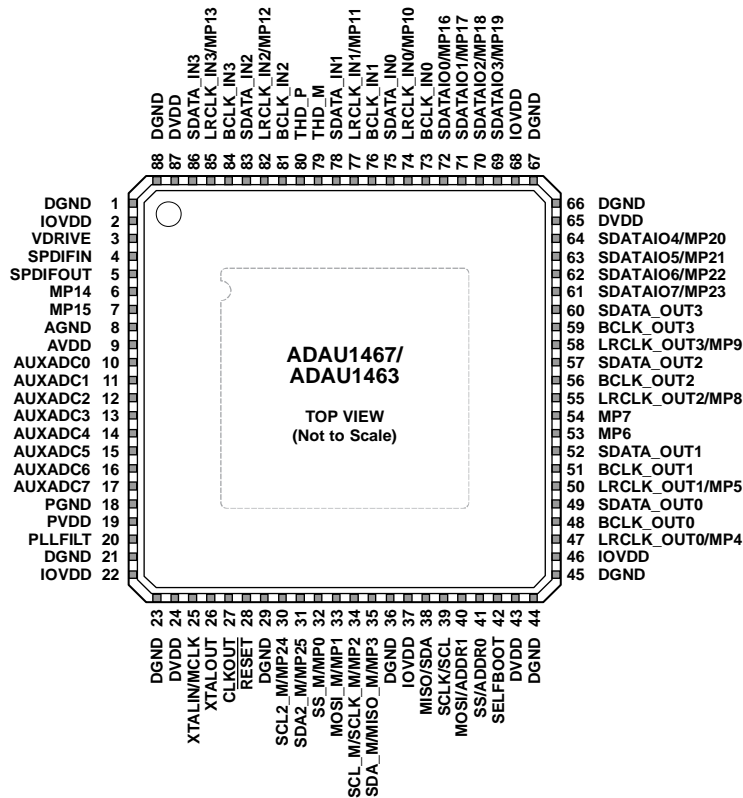 DGND 88
DVDD 87
SDATA_IN3 86
LRCLK_IN3/MP13 85
BCLK_IN3 84
SDATA_IN2 83
LRCLK_IN2/MP12 82
BCLK_IN2 81
THD_P 80
THD_M 79
SDATA_IN1 78
LRCLK_IN1/MP11 77
BCLK_IN1 76
SDATA_IN0 75
LRCLK_IN0/MP10 74
BCLK_IN0 73
SDATAIO0/MP16 72
SDATAIO1/MP17 71
SDATAIO2/MP18 70
SDATAIO3/MP19 69
IOVDD 68
DGND 67
DGND 1
IOVDD 2
VDRIVE 3
SPDIFIN 4
SPDIFOUT 5
MP14 6
MP15 7
AGND 8
AVDD 9
AUXADC0 10
AUXADC1 11
AUXADC2 12
AUXADC3 13
AUXADC4 14
AUXADC5 15
AUXADC6 16
AUXADC7 17
PGND 18
PVDD 19
PLLFILT 20
DGND 21
IOVDD 22
ADAU1467/
ADAU1463
TOP VIEW
(Not to Scale)
66 DGND
65 DVDD
64 SDATAIO4/MP20
63 SDATAIO5/MP21
62 SDATAIO6/MP22
61 SDATAIO7/MP23
60 SDATA_OUT3
59 BCLK_OUT3
58 LRCLK_OUT3/MP9
57 SDATA_OUT2
56 BCLK_OUT2
55 LRCLK_OUT2/MP8
54 MP7
53 MP6
52 SDATA_OUT1
51 BCLK_OUT1
50 LRCLK_OUT1/MP5
49 SDATA_OUT0
48 BCLK_OUT0
47 LRCLK_OUT0/MP4
46 IOVDD
45 DGND
DGND 23
DVDD 24
XTALIN/MCLK 25
XTALOUT 26
CLKOUT 27
RESET 28
DGND 29
SCL2_M/MP24 30
SDA2_M/MP25 31
SS_M/MP0 32
MOSI_M/MP1 33
SCL_M/SCLK_M/MP2 34
SDA_M/MISO_M/MP3 35
DGND 36
IOVDD 37
MISO/SDA 38
SCLK/SCL 39
MOSI/ADDR1 40
SS/ADDR0 41
SELFBOOT 42
DVDD 43
DGND 44